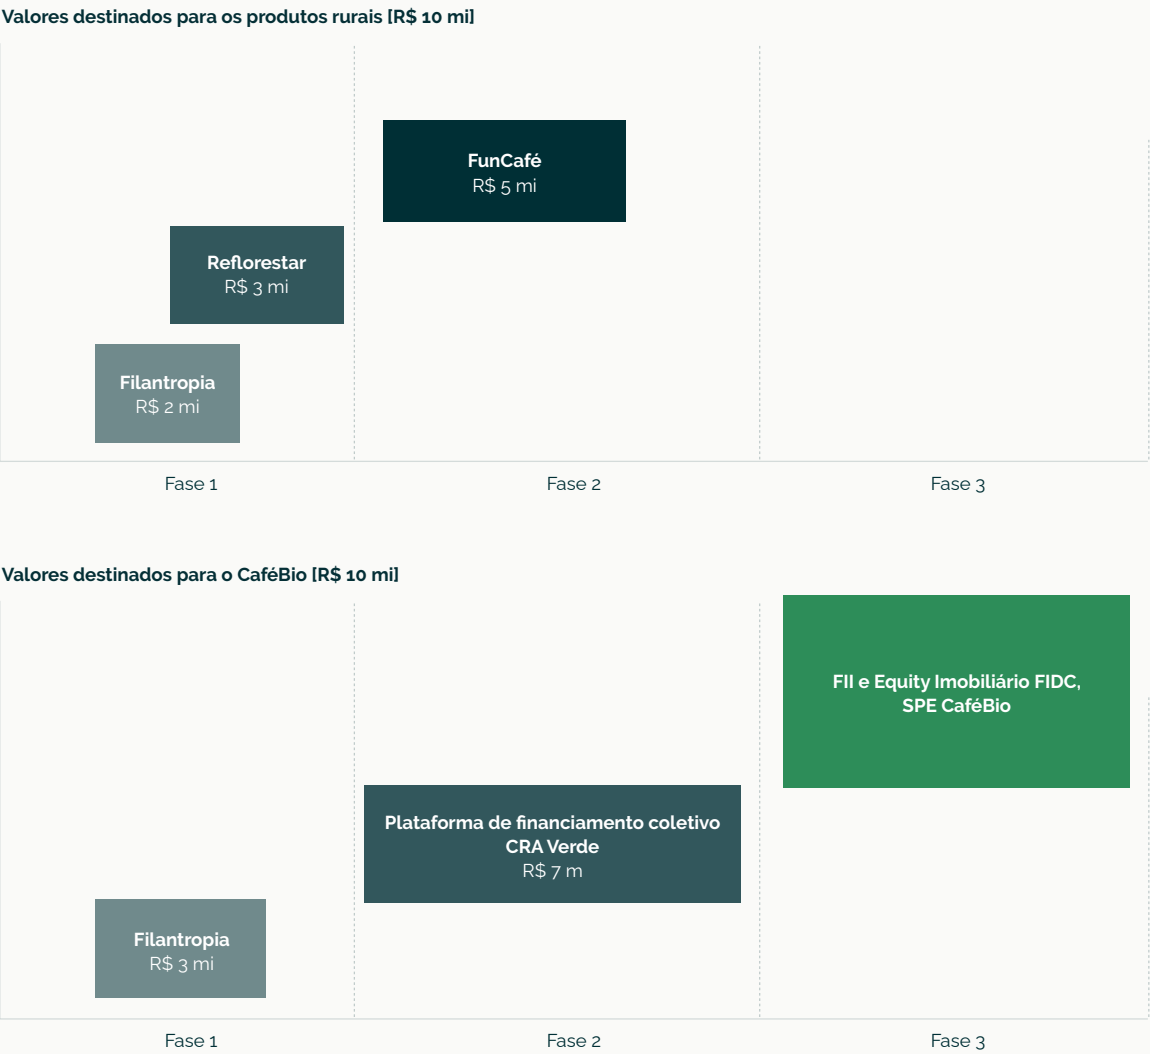 Valores destinados para os produtos rurais [R$ 10 mi]
FunCafé
R$ 5 mi
Reflorestar
R$ 3 mi
Filantropia
R$ 2 mi
Fase 1
Fase 2
Fase 3
Valores destinados para o CaféBio [R$ 10 mi]
FII e Equity Imobiliário FIDC,
SPE CaféBio
Plataforma de financiamento coletivo
CRA Verde
R$ 7 m
Filantropia
R$ 3 mi
Fase 1
Fase 2
Fase 3